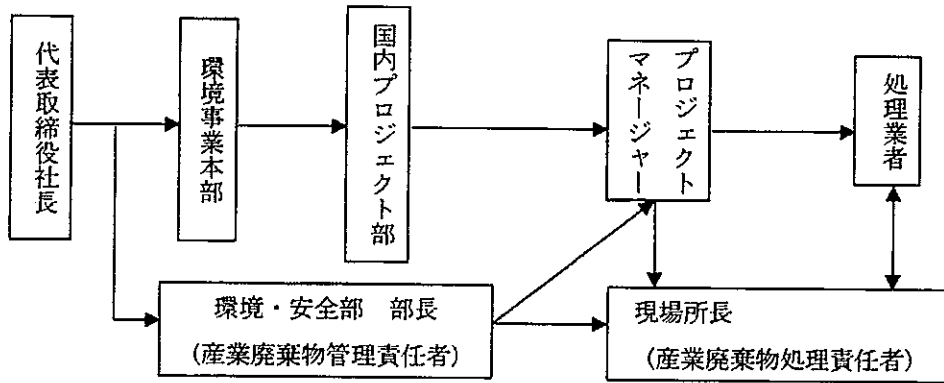 代表取締役社長
環境事業本部
国内プロジェクト部
プロジェクト
マネージャー
処理業者
環境・安全部　部長
(産業廃棄物管理責任者)
現場所長
(産業廃棄物処理責任者)